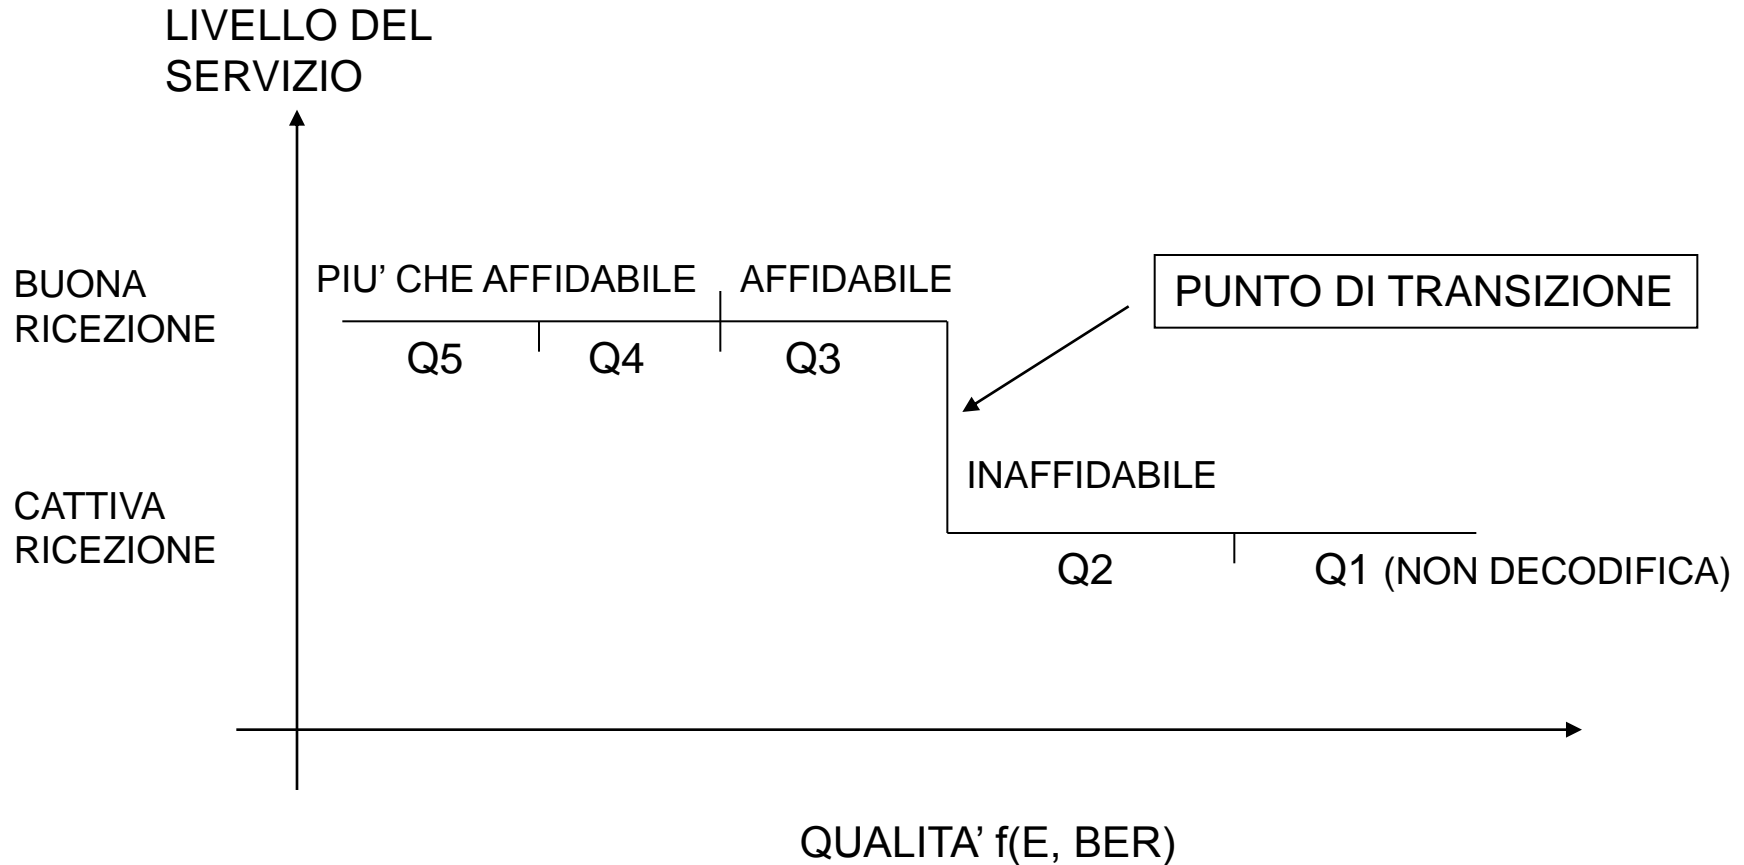 LIVELLO DEL
SERVIZIO
BUONA
RICEZIONE
PIU’ CHE AFFIDABILE
AFFIDABILE
PUNTO DI TRANSIZIONE
Q5
Q4
Q3
INAFFIDABILE
CATTIVA
RICEZIONE
Q2
Q1 (NON DECODIFICA)
QUALITA’ f(E, BER)